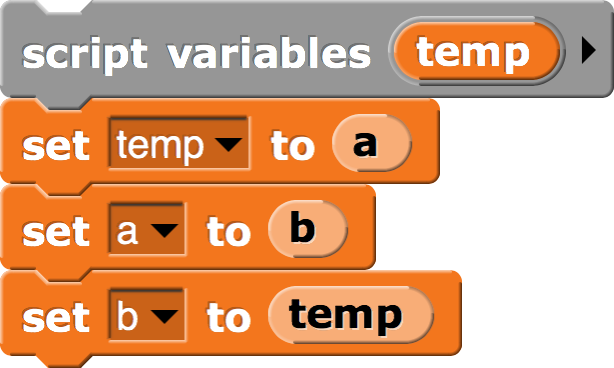 script variables temp
set temp to a
set a to b
set b to temp